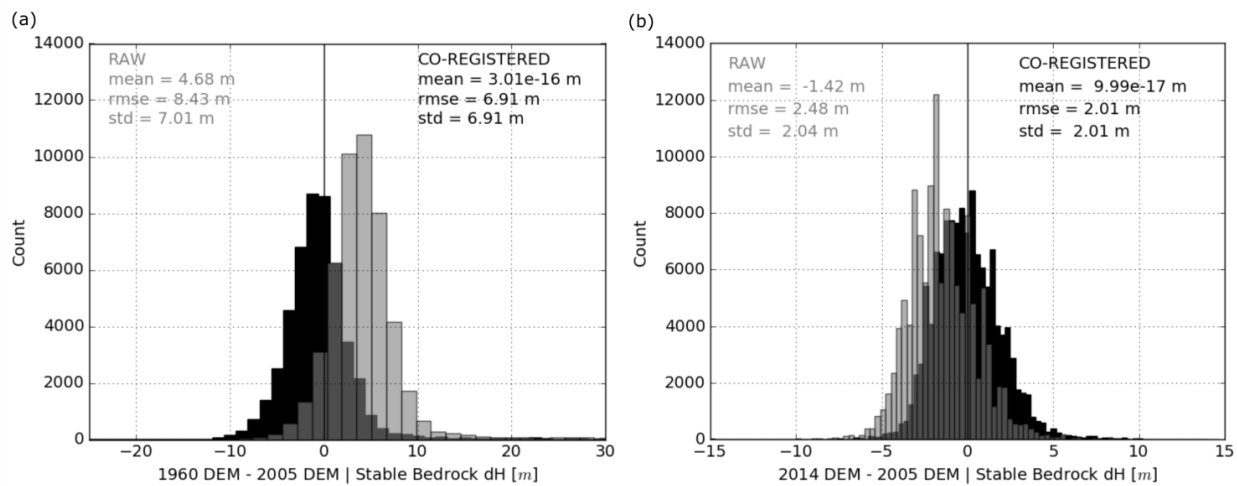 (a)
14000
12000
10000
8000
6000
4000
2000
0
Count
RAW
mean = 4.68 m
rmse = 8.43 m
std = 7.01 m
CO-REGISTERED
mean = 3.01e-16 m
rmse = 6.91 m
std = 6.91 m
−20 −10 0 10 20 30
1960 DEM - 2005 DEM | Stable Bedrock dH [m]
(b)
14000
12000
10000
8000
6000
4000
2000
0
Count
RAW
mean = -1.42 m
rmse = 2.48 m
std = 2.04 m
CO-REGISTERED
mean = 9.99e-17 m
rmse = 2.01 m
std = 2.01 m
−15 −10 −5 0 5 10 15
2014 DEM - 2005 DEM | Stable Bedrock dH [m]